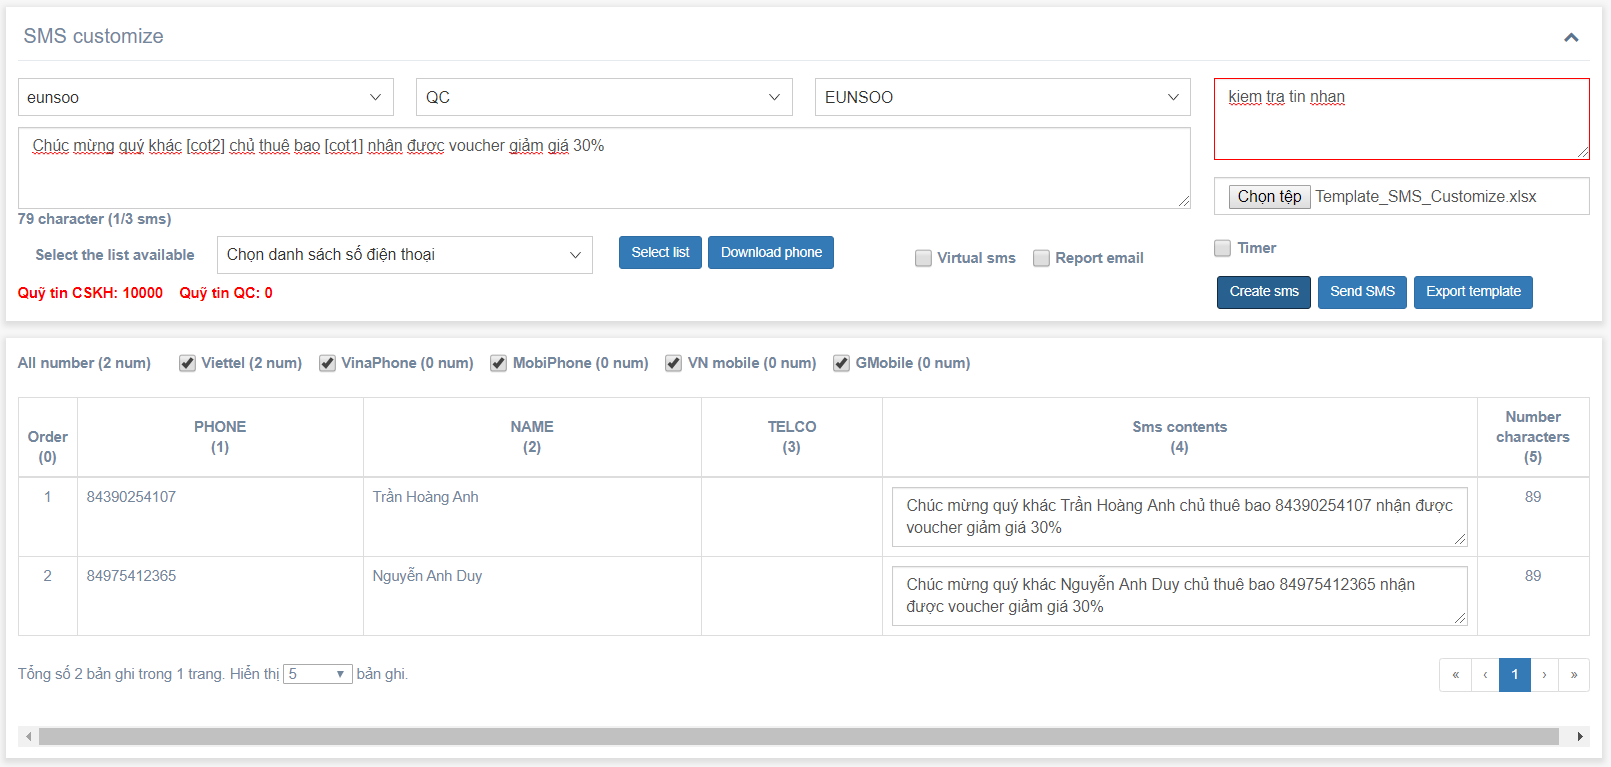 SMS customize
eunsoo
QC
EUNSOO
kiem tra tin nhan
Chúc mừng quý khác [cot2] chủ thuê bao [cot1] nhân được voucher giảm giá 30%
79 character (1/3 sms)
Chọn tệp Template_SMS_Customize.xlsx
Select the list available
Chọn danh sách số điện thoại
Select list
Download phone
Virtual sms
Report email
Timer
Quỹ tin CSKH: 10000 Quỹ tin QC: 0
Create sms
Send SMS
Export template
All number (2 num)
Viettel (2 num)
VinaPhone (0 num)
MobiPhone (0 num)
VN mobile (0 num)
GMobile (0 num)
Order
(0)
PHONE
(1)
NAME
(2)
TELCO
(3)
Sms contents
(4)
Number
characters
(5)
1
84390254107
Trần Hoàng Anh
Chúc mừng quý khác Trần Hoàng Anh chủ thuê bao 84390254107 nhận được
voucher giảm giá 30%
89
2
84975412365
Nguyễn Anh Duy
Chúc mừng quý khác Nguyễn Anh Duy chủ thuê bao 84975412365 nhận
được voucher giảm giá 30%
89
Tổng số 2 bản ghi trong 1 trang. Hiển thị 5 bản ghi.
« ‹ 1 › »